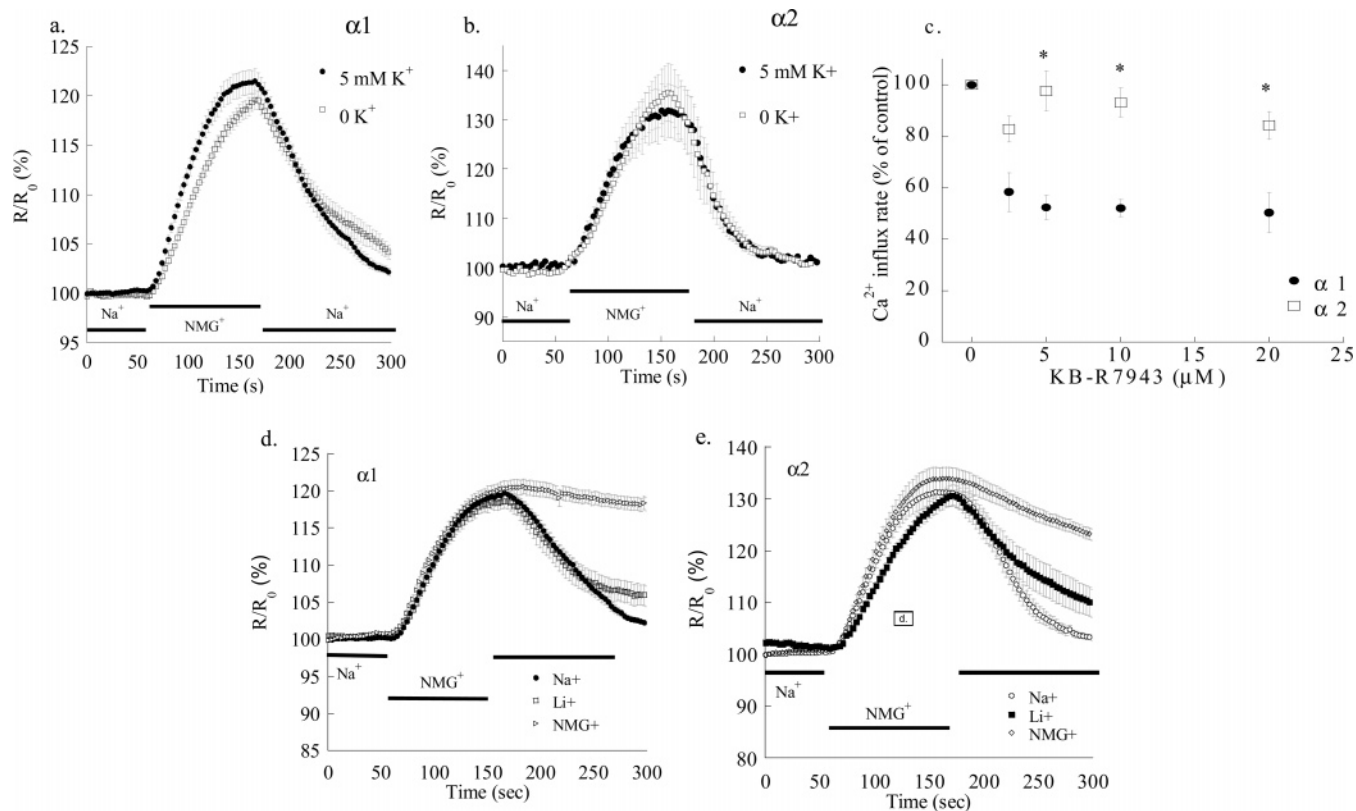 a.
α1
R/R0 (%)
125
120
115
110
105
100
95
5 mM K+
0 K+
Na+
NMG+
Na+
0 50 100 150 200 250 300
Time (s)
b.
α2
R/R0 (%)
140
130
120
110
100
90
5 mM K+
0 K+
Na+
NMG+
Na+
0 50 100 150 200 250 300
Time (s)
c.
Ca2+ influx rate (% of control)
100
80
60
40
20
0
*
*
*
α 1
α 2
0 5 10 15 20 25
KB-R7943 (μM)
d.
α1
R/R0 (%)
125
120
115
110
105
100
95
90
85
Na+
NMG+
Na+
Li+
NMG+
0 50 100 150 200 250 300
Time (sec)
e.
α2
R/R0 (%)
140
130
120
110
100
90
80
d.
Na+
NMG+
Na+
Li+
NMG+
0 50 100 150 200 250 300
Time (sec)